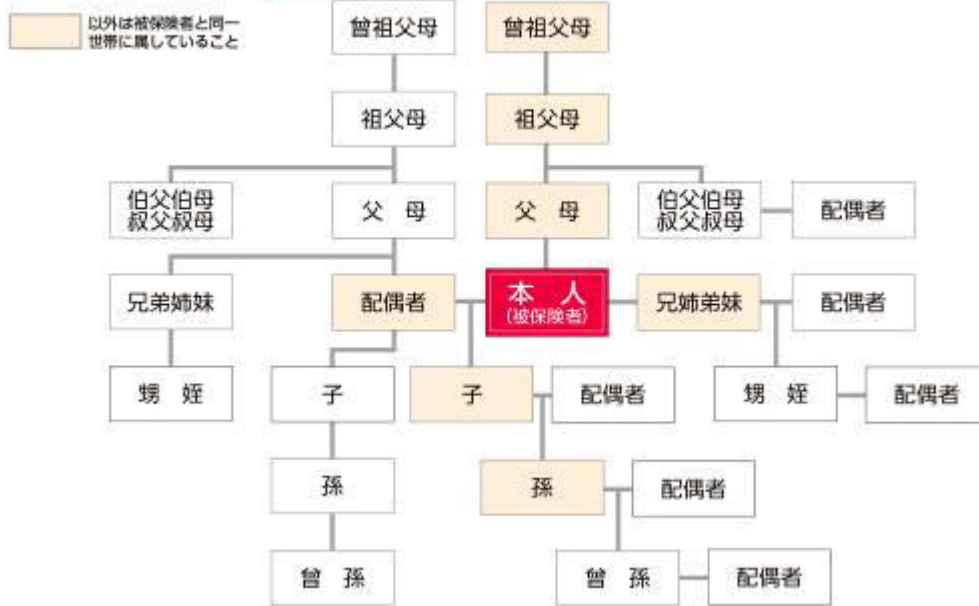 以外は被保険者と同一
世帯に属していること
曾祖父母
曾祖父母
祖父母
祖父母
伯父伯母
叔父叔母
父 母
父 母
伯父伯母
叔父叔母
配偶者
兄弟姉妹
配偶者
本 人
(被保険者)
兄姉弟妹
配偶者
甥 姪
子
子
配偶者
甥 姪
配偶者
孫
孫
配偶者
曾 孫
曾 孫
配偶者